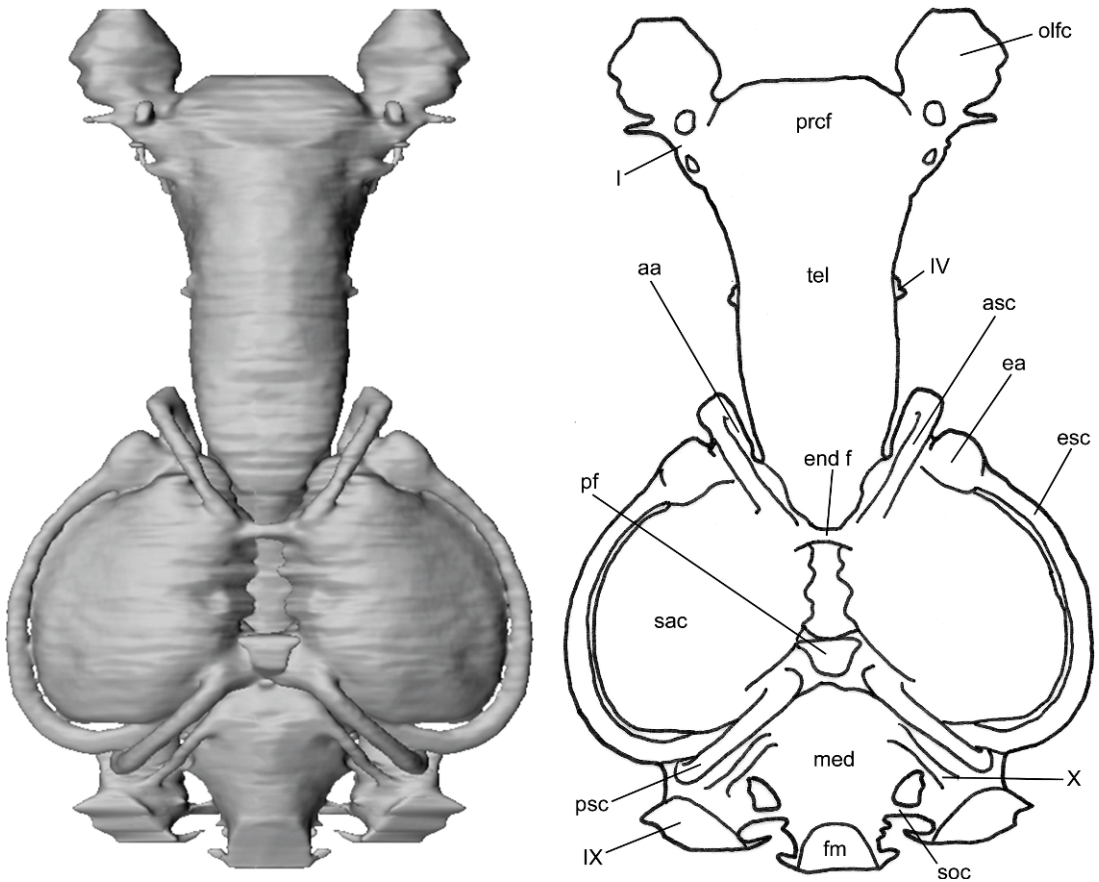 olfc
prcf
I
tel
IV
aa
asc
ea
esc
end f
pf
sac
med
psc
X
IX
fm
soc